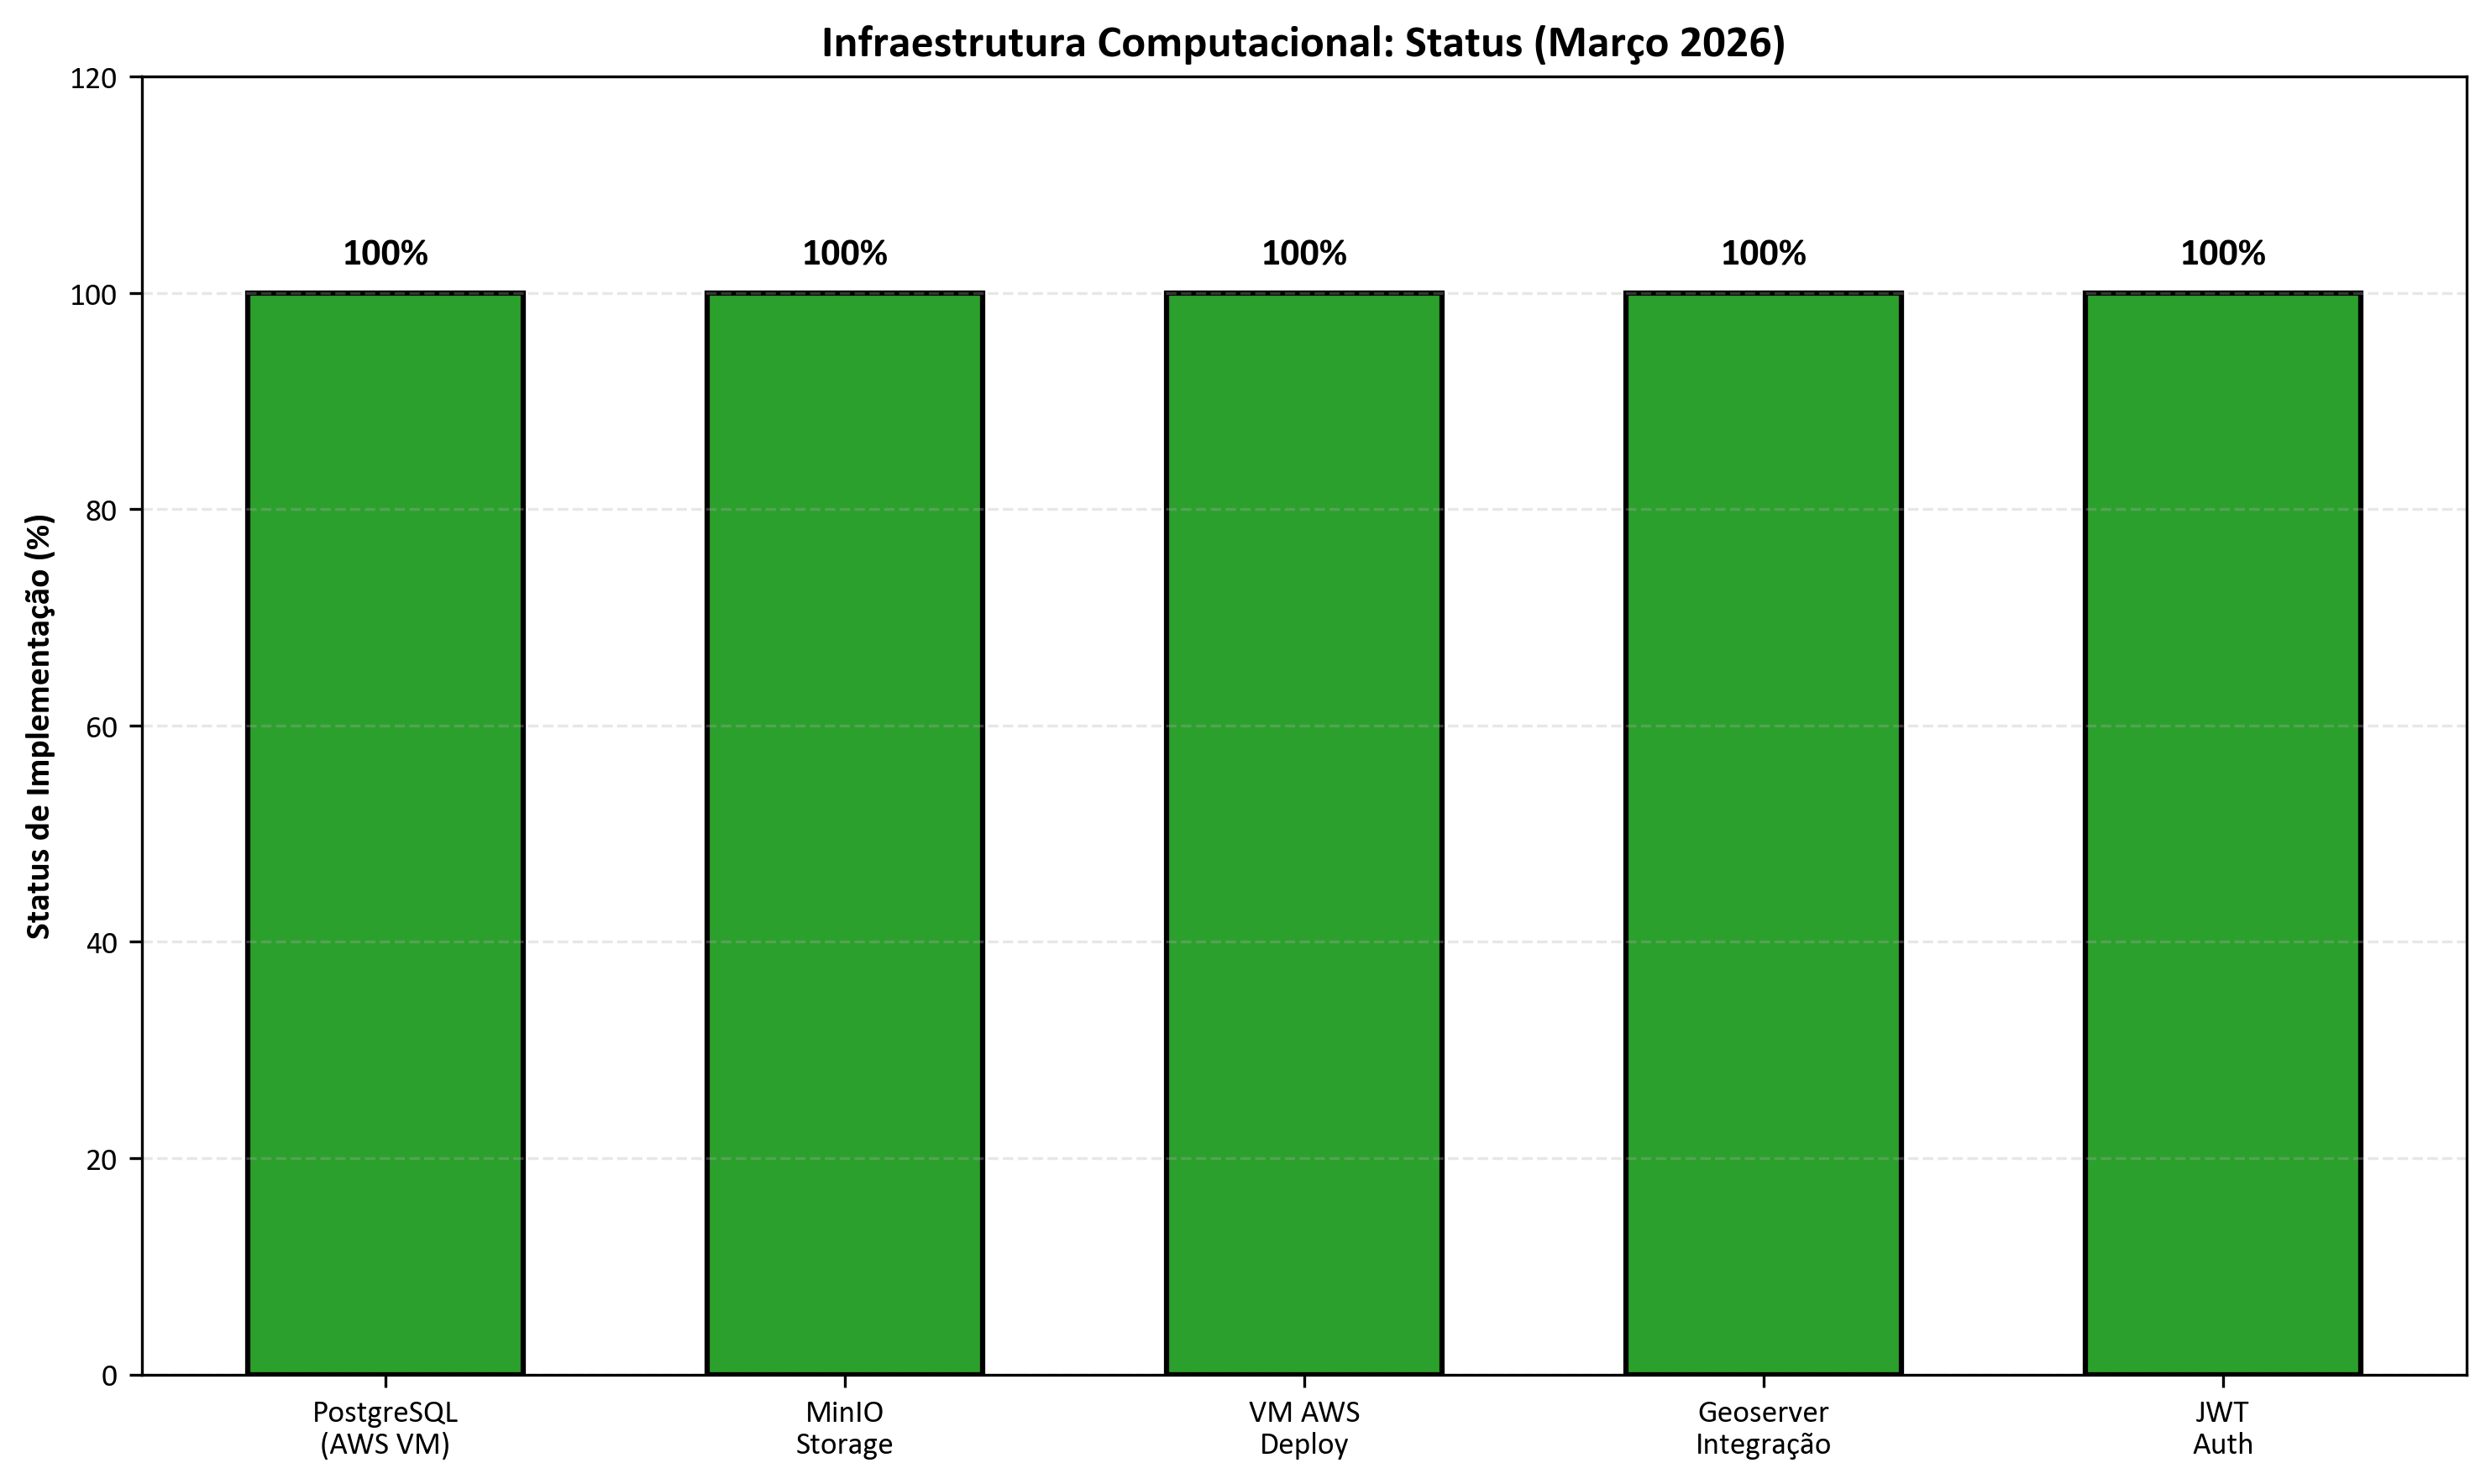 Infraestrutura Computacional: Status (Março 2026)
Status de Implementação (%)
120
100
80
60
40
20
0
100%
100%
100%
100%
100%
PostgreSQL
(AWS VM)
MinIO
Storage
VM AWS
Deploy
Geoserver
Integração
JWT
Auth